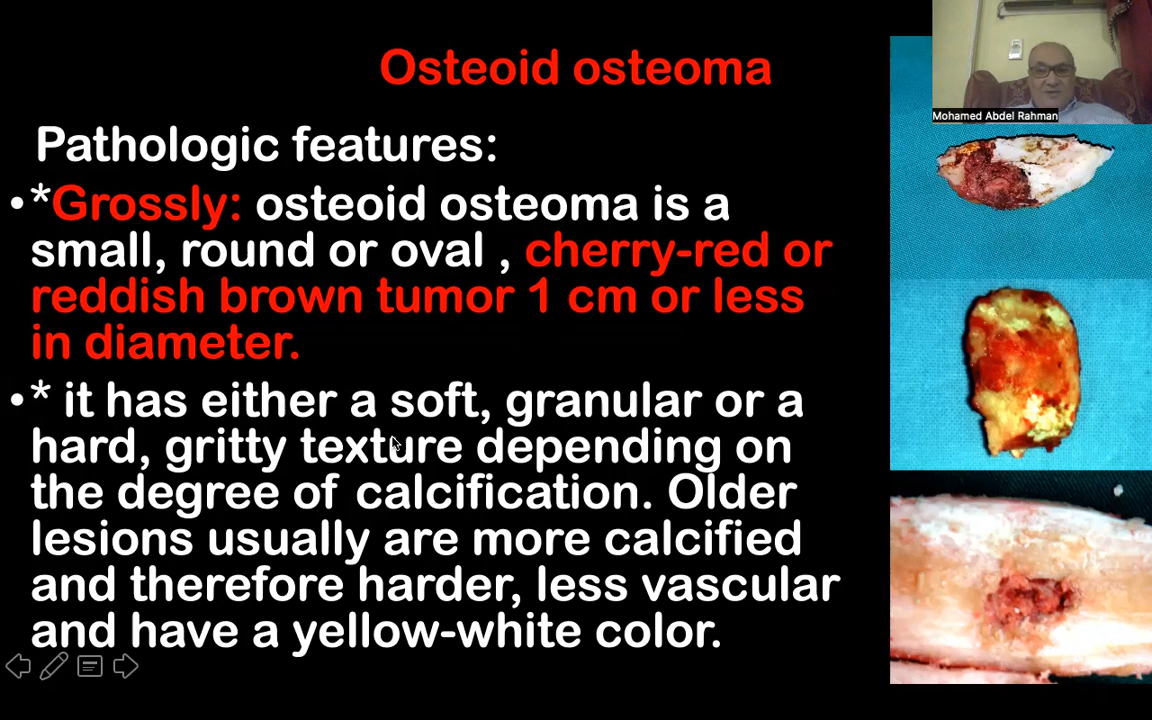 Osteoid osteoma
Mohamed Abdel Rahman
Pathologic features:
• *Grossly: osteoid osteoma is a
small, round or oval , cherry-red or
reddish brown tumor 1 cm or less
in diameter.
• * it has either a soft, granular or a
hard, gritty texture depending on
the degree of calcification. Older
lesions usually are more calcified
and therefore harder, less vascular
and have a yellow-white color.